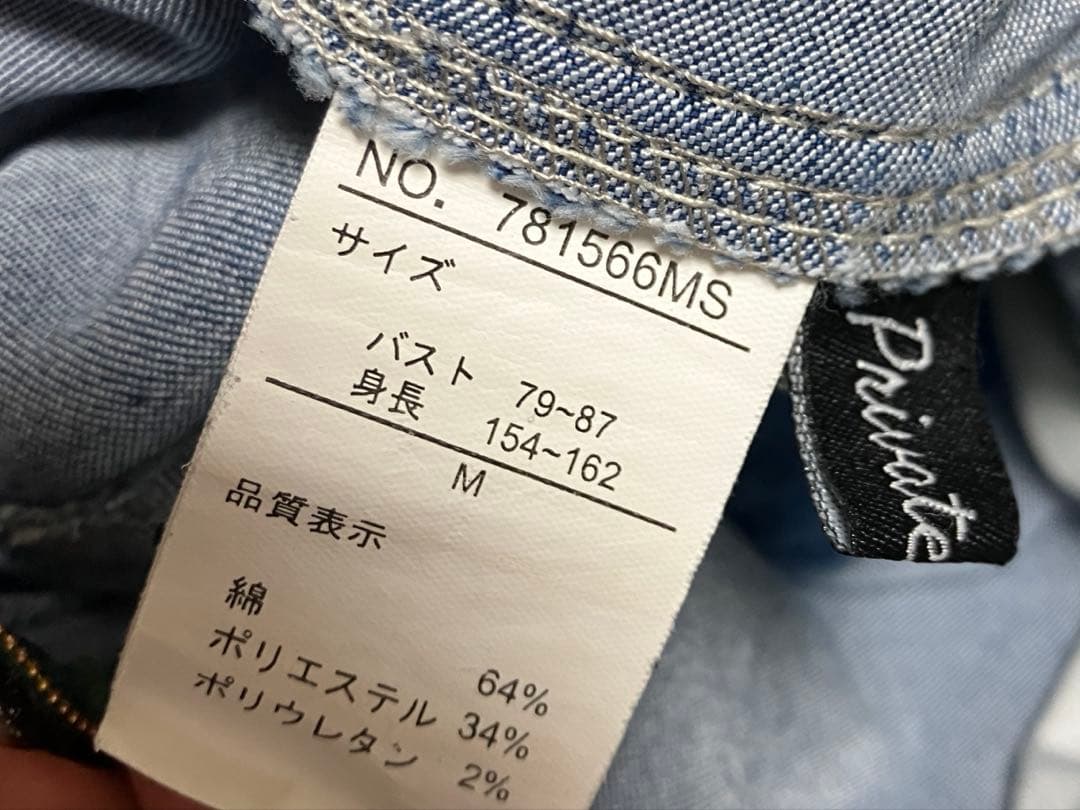 NO. 781566MS
サイズ
バスト 79~87
身長 154~162
M
品質表示
綿 64%
ポリエステル 34%
ポリウレタン 2%
Private